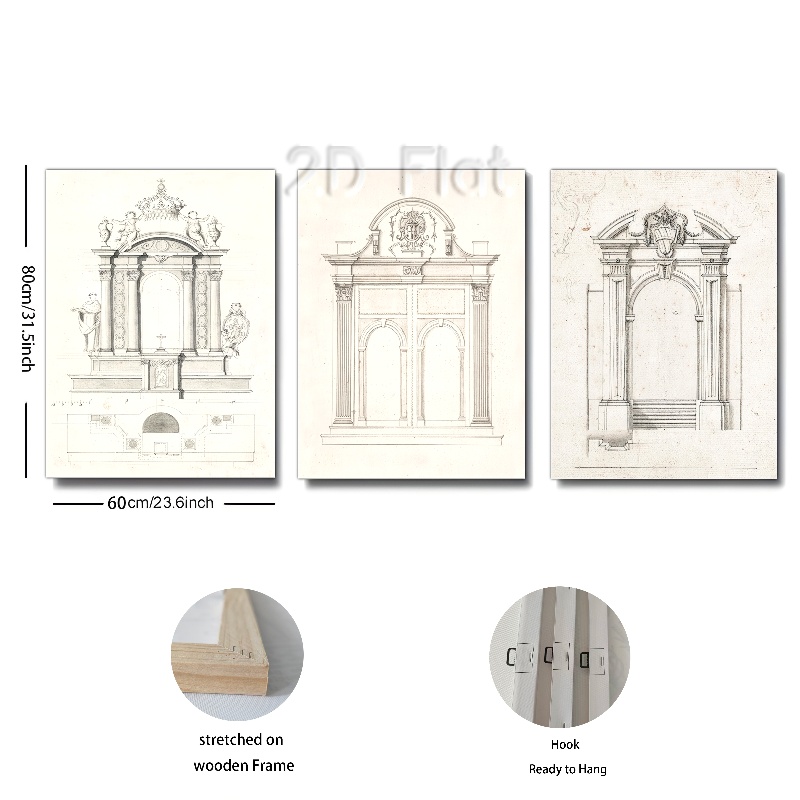 2D Flat
80cm/31.5inch
60cm/23.6inch
stretched on
wooden Frame
Hook
Ready to Hang